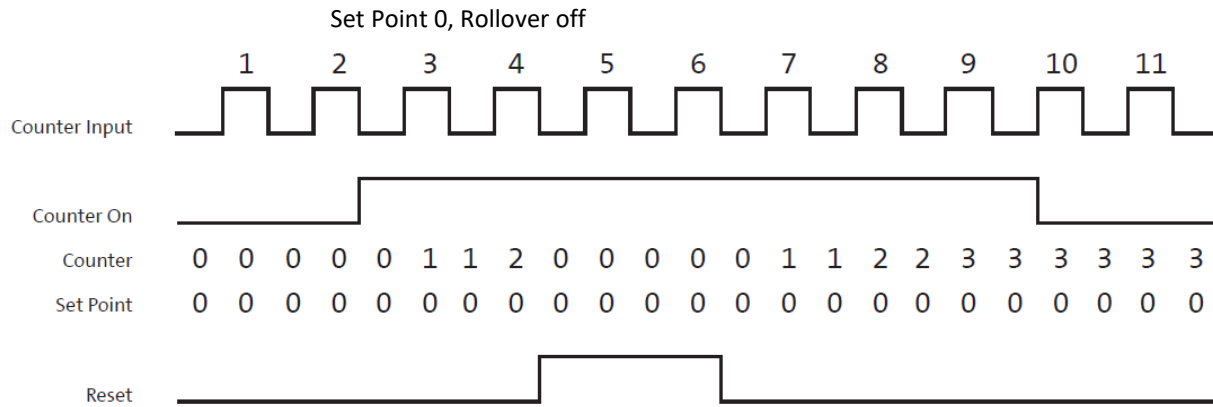 Set Point 0, Rollover off
1 2 3 4 5 6 7 8 9 10 11
Counter Input
Counter On
Counter 0 0 0 0 0 1 1 2 0 0 0 0 0 1 1 2 2 3 3 3 3 3 3
Set Point 0 0 0 0 0 0 0 0 0 0 0 0 0 0 0 0 0 0 0 0 0 0 0
Reset